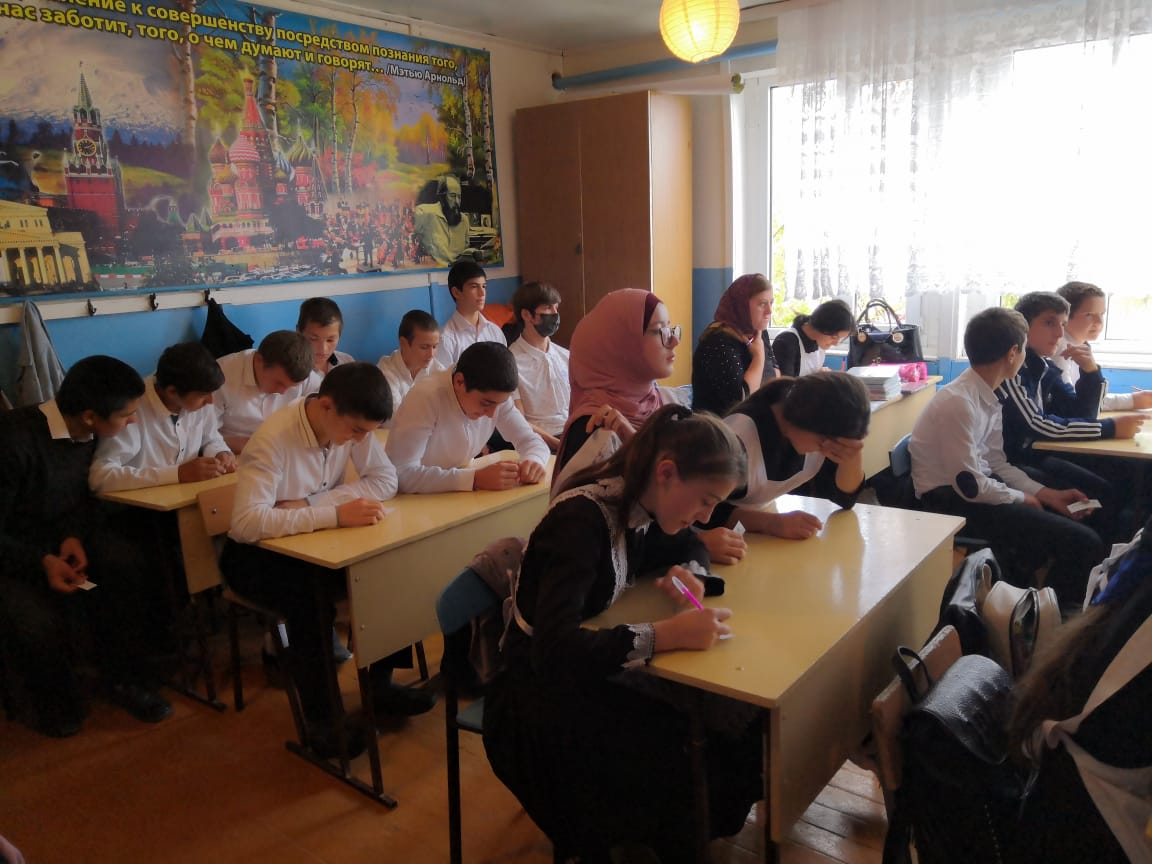 ление к совершенству посредством познания того,
нас заботит, того, о чем думают и говорят... /Мэтью Арнольд/